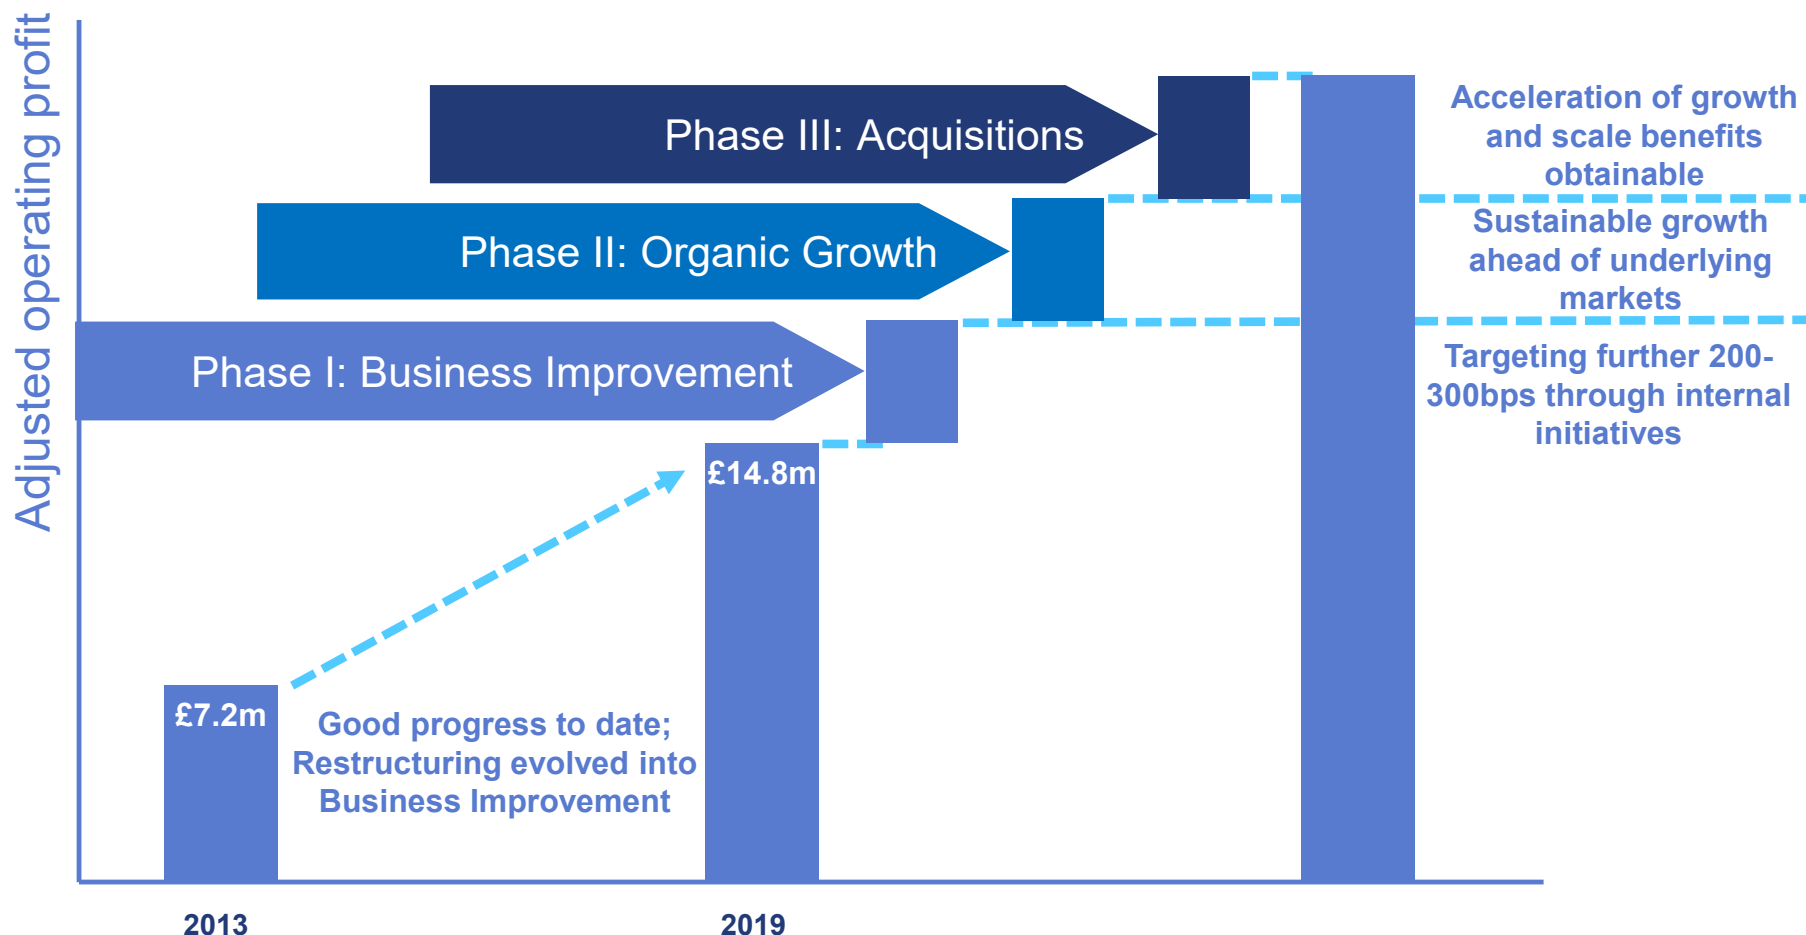 Adjusted operating profit
Phase III: Acquisitions
Acceleration of growth
and scale benefits
obtainable
Phase II: Organic Growth
Sustainable growth
ahead of underlying
markets
Phase I: Business Improvement
Targeting further 200-
300bps through internal
initiatives
£14.8m
£7.2m
Good progress to date;
Restructuring evolved into
Business Improvement
2013
2019